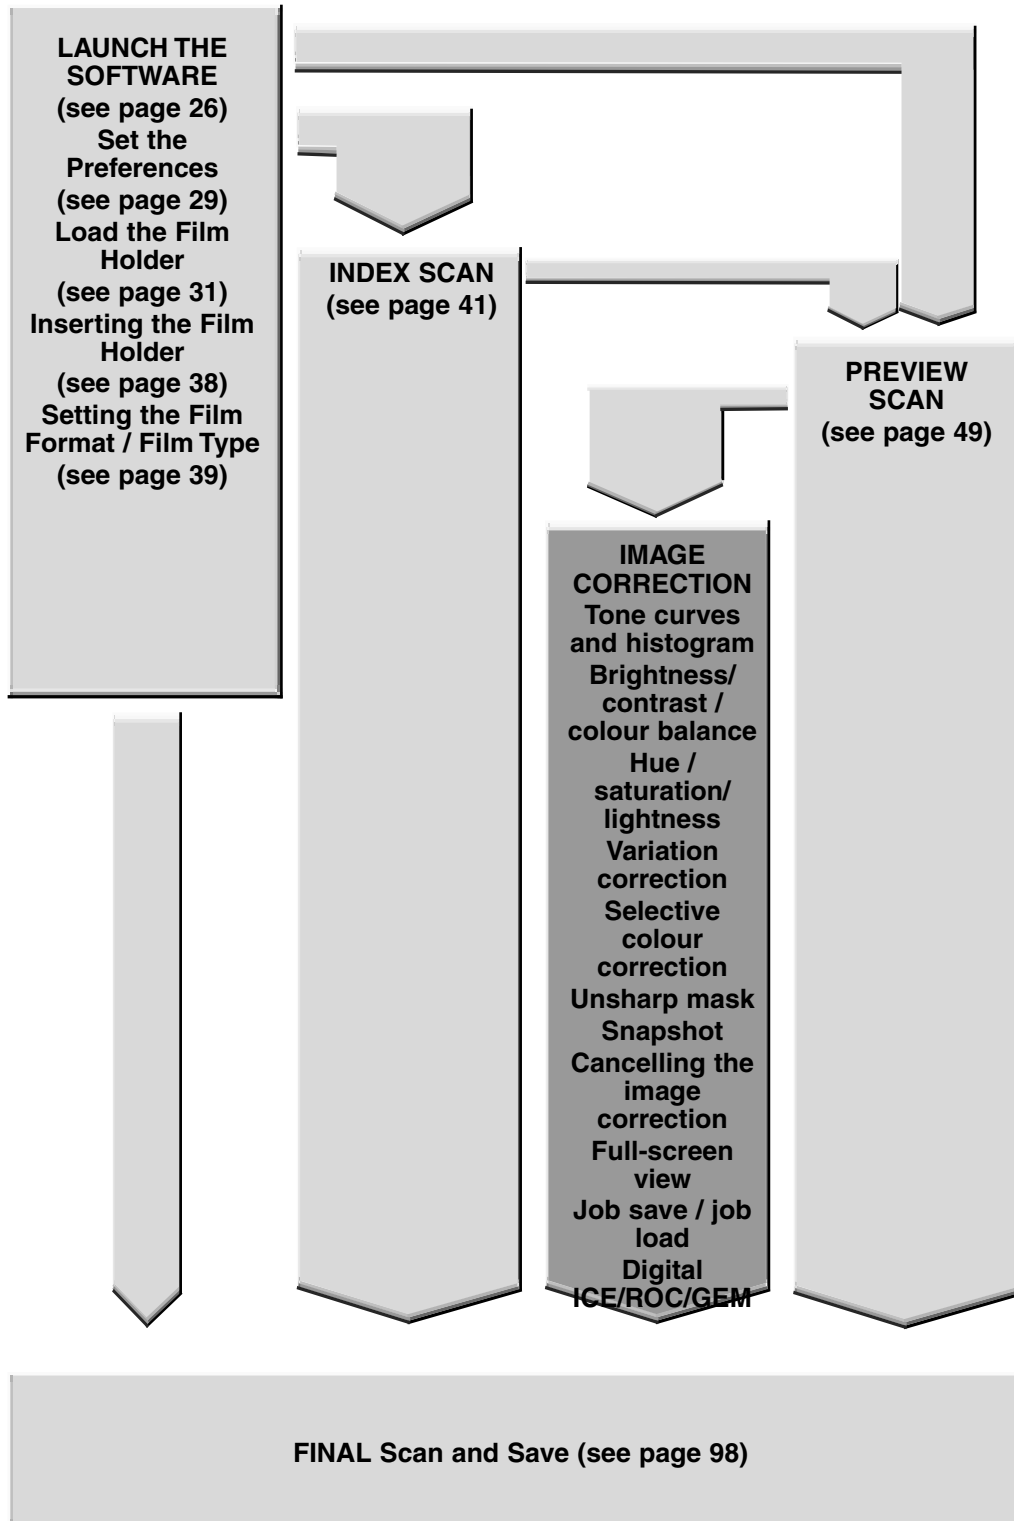 LAUNCH THE
SOFTWARE
(see page 26)
Set the
Preferences
(see page 29)
Load the Film
Holder
(see page 31)
Inserting the Film
Holder
(see page 38)
Setting the Film
Format / Film Type
(see page 39)
INDEX SCAN
(see page 41)
PREVIEW
SCAN
(see page 49)
IMAGE
CORRECTION
Tone curves
and histogram
Brightness/
contrast /
colour balance
Hue /
saturation/
lightness
Variation
correction
Selective
colour
correction
Unsharp mask
Snapshot
Cancelling the
image
correction
Full-screen
view
Job save / job
load
Digital
ICE/ROC/GEM
FINAL Scan and Save (see page 98)